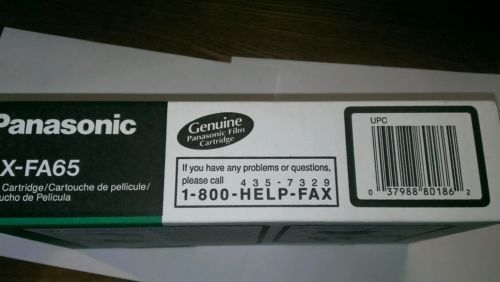 Panasonic
X-FA65
Cartridge/Cartouche de pellicule/
ucho de Película
Genuine
Panasonic Film
Cartridge
If you have any problems or questions,
please call 435-7329
1-800-HELP-FAX
UPC
0 37988 80186 2